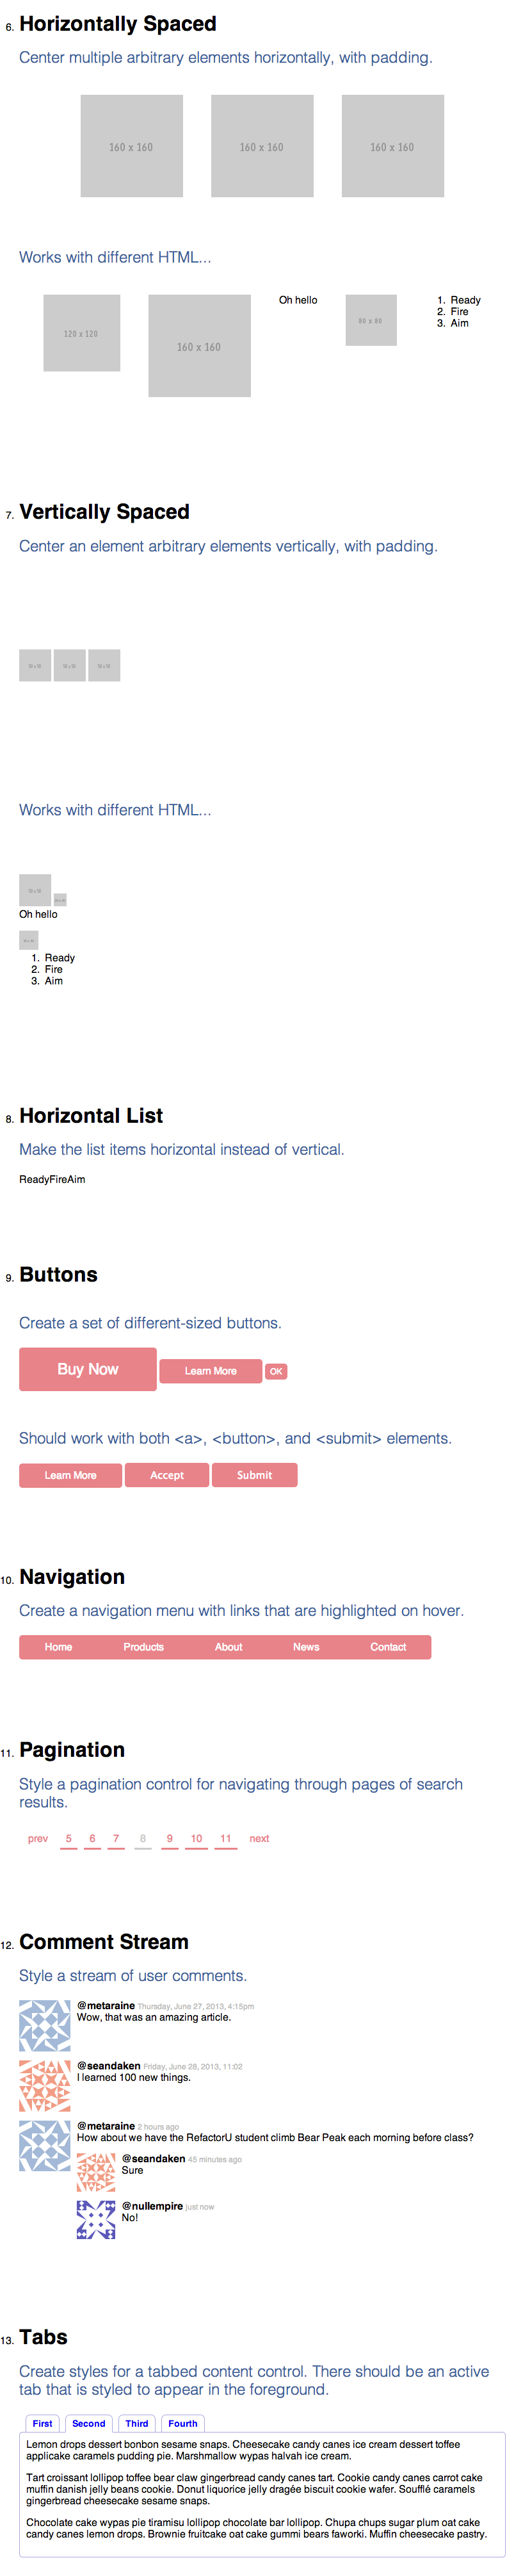 6. Horizontally Spaced
Center multiple arbitrary elements horizontally, with padding.
160 x 160 160 x 160 160 x 160
Works with different HTML...
120 x 120 160 x 160 Oh hello 80 x 80 1. Ready
2. Fire
3. Aim
7. Vertically Spaced
Center an element arbitrary elements vertically, with padding.
50 x 50 50 x 50 50 x 50
Works with different HTML...
50 x 50
Oh hello
1. Ready
2. Fire
3. Aim
8. Horizontal List
Make the list items horizontal instead of vertical.
ReadyFireAim
9. Buttons
Create a set of different-sized buttons.
Buy Now Learn More OK
Should work with both <a>, <button>, and <submit> elements.
Learn More Accept Submit
10. Navigation
Create a navigation menu with links that are highlighted on hover.
Home Products About News Contact
11. Pagination
Style a pagination control for navigating through pages of search
results.
prev 5 6 7 8 9 10 11 next
12. Comment Stream
Style a stream of user comments.
@metaraine Thursday, June 27, 2013, 4:15pm
Wow, that was an amazing article.
@seandaken Friday, June 28, 2013, 11:02
I learned 100 new things.
@metaraine 2 hours ago
How about we have the RefactorU student climb Bear Peak each morning before class?
@seandaken 45 minutes ago
Sure
@nullempire just now
No!
13. Tabs
Create styles for a tabbed content control. There should be an active
tab that is styled to appear in the foreground.
First Second Third Fourth
Lemon drops dessert bonbon sesame snaps. Cheesecake candy canes ice cream dessert toffee
applicake caramels pudding pie. Marshmallow wypas halvah ice cream.
Tart croissant lollipop toffee bear claw gingerbread candy canes tart. Cookie candy canes carrot cake
muffin danish jelly beans cookie. Donut liquorice jelly dragée biscuit cookie wafer. Soufflé caramels
gingerbread cheesecake sesame snaps.
Chocolate cake wypas pie tiramisu lollipop chocolate bar lollipop. Chupa chups sugar plum oat cake
candy canes lemon drops. Brownie fruitcake oat cake gummi bears faworki. Muffin cheesecake pastry.